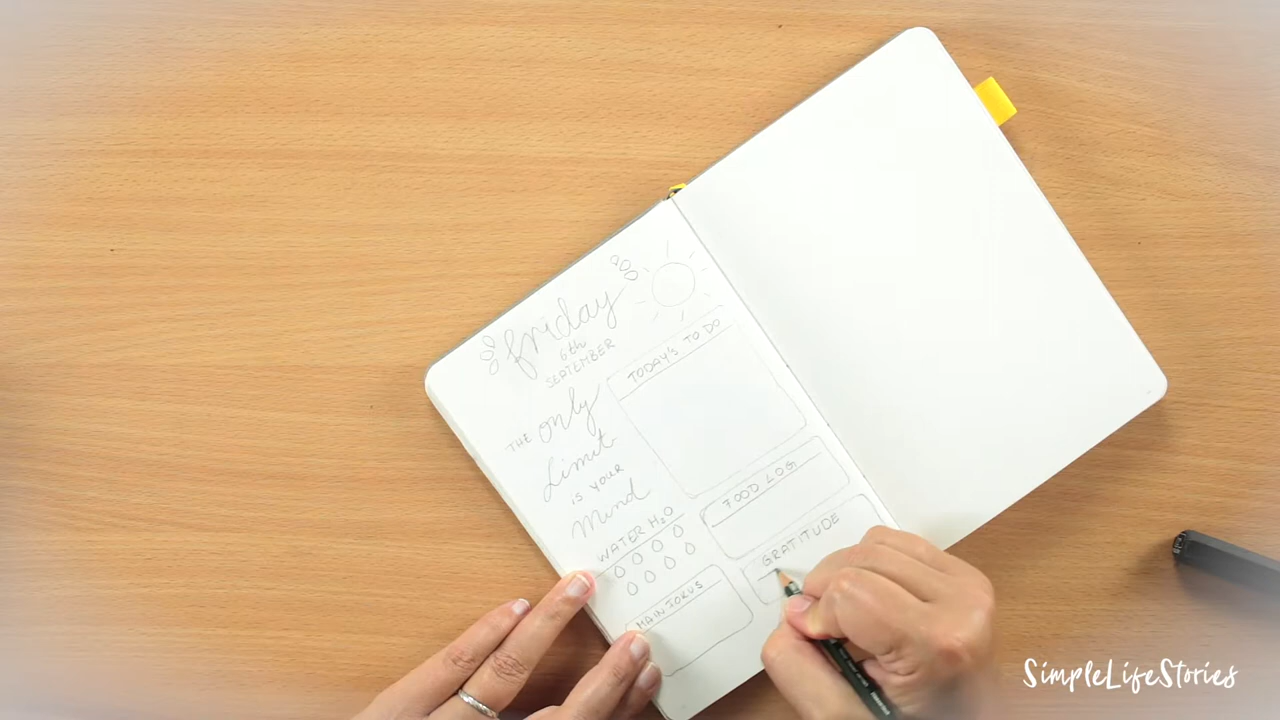 friday
6th
SEPTEMBER
THE only
Limit
is your
Mind
WATER H₂O
MAIN FOKUS
TODAY'S TO DO
FOOD LOG
GRATITUDE
SimpleLifeStories